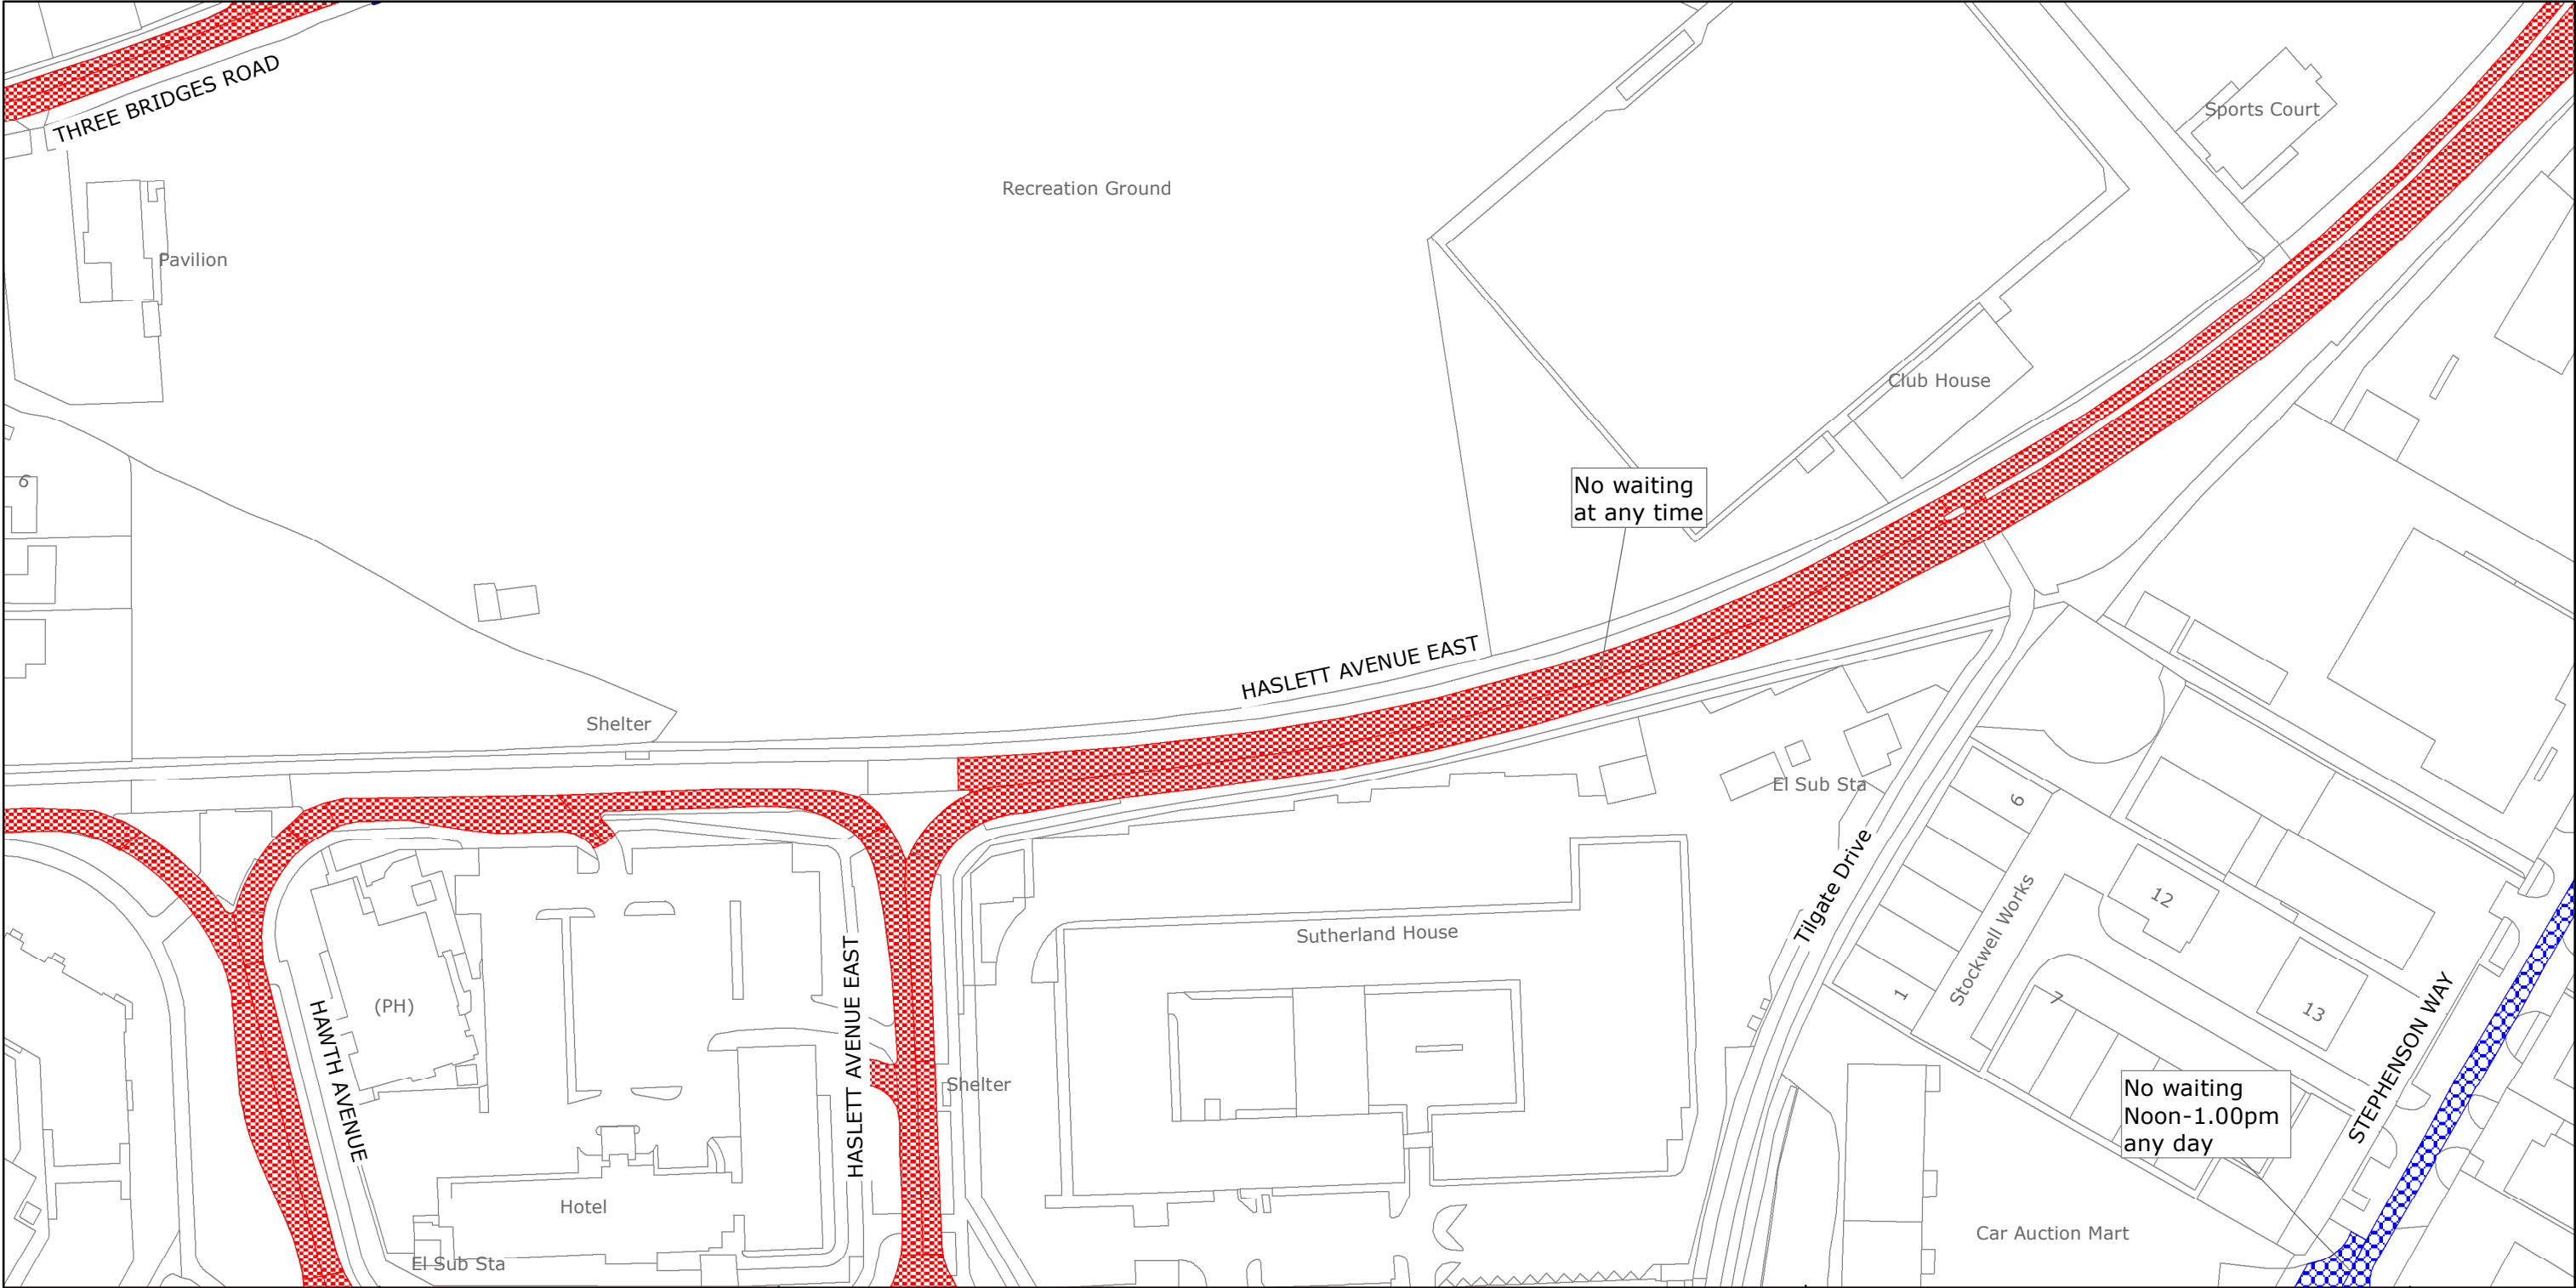 THREE BRIDGES ROAD
Sports Court
Recreation Ground
Pavilion
Club House
6
No waiting
at any time
HASLETT AVENUE EAST
Shelter
El Sub Sta
6
Tilgate Drive
Stockwell Works
12
Sutherland House
1
7
13
(PH)
HAWTH AVENUE
HASLETT AVENUE EAST
Shelter
STEPHENSON WAY
No waiting
Noon-1.00pm
any day
Hotel
Car Auction Mart
El Sub Sta